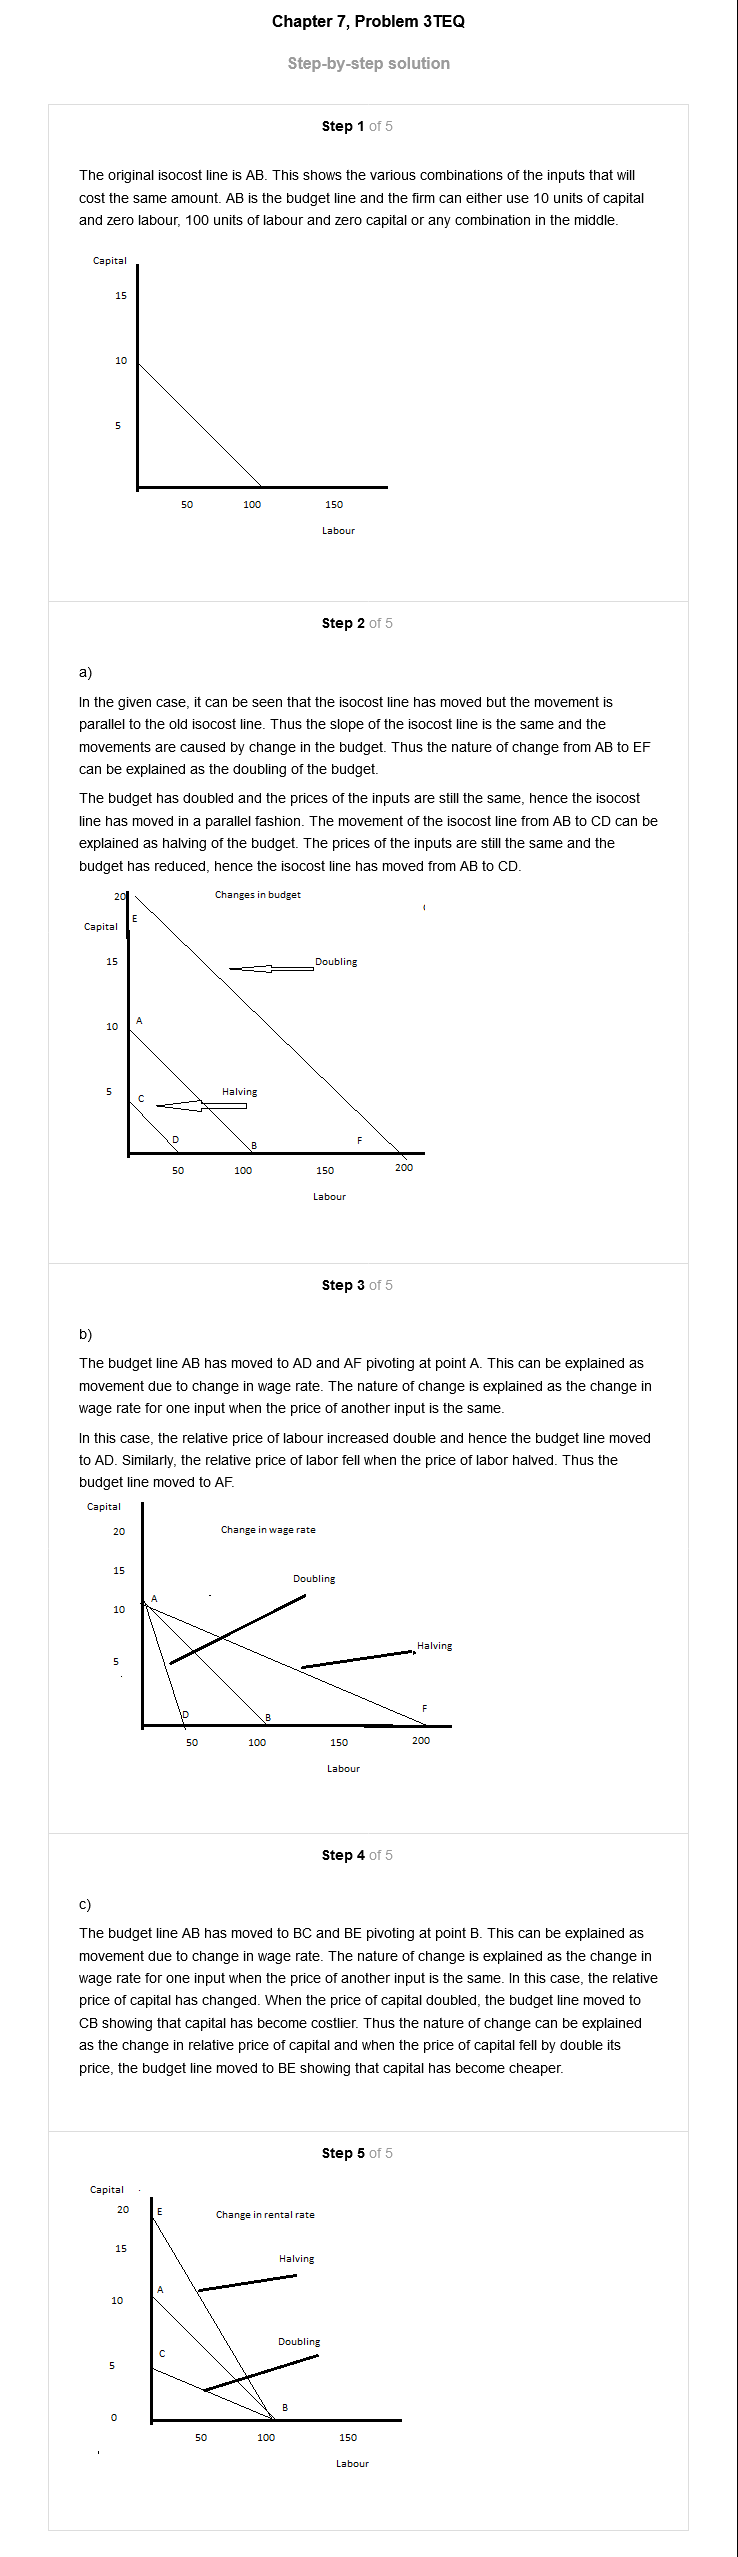 Chapter 7, Problem 3TEQ
Step-by-step solution
Step 1 of 5
The original isocost line is AB. This shows the various combinations of the inputs that will
cost the same amount. AB is the budget line and the firm can either use 10 units of capital
and zero labour, 100 units of labour and zero capital or any combination in the middle.
Capital
15
10
5
50 100 150
Labour
Step 2 of 5
a)
In the given case, it can be seen that the isocost line has moved but the movement is
parallel to the old isocost line. Thus the slope of the isocost line is the same and the
movements are caused by change in the budget. Thus the nature of change from AB to EF
can be explained as the doubling of the budget.
The budget has doubled and the prices of the inputs are still the same, hence the isocost
line has moved in a parallel fashion. The movement of the isocost line from AB to CD can be
explained as halving of the budget. The prices of the inputs are still the same and the
budget has reduced, hence the isocost line has moved from AB to CD.
20 Changes in budget
E
Capital
15 Doubling
A
10
5 Halving
C
D B F
50 100 150 200
Labour
Step 3 of 5
b)
The budget line AB has moved to AD and AF pivoting at point A. This can be explained as
movement due to change in wage rate. The nature of change is explained as the change in
wage rate for one input when the price of another input is the same.
In this case, the relative price of labour increased double and hence the budget line moved
to AD. Similarly, the relative price of labor fell when the price of labor halved. Thus the
budget line moved to AF.
Capital
20 Change in wage rate
15
Doubling
A
10
Halving
5
D B F
50 100 150 200
Labour
Step 4 of 5
c)
The budget line AB has moved to BC and BE pivoting at point B. This can be explained as
movement due to change in wage rate. The nature of change is explained as the change in
wage rate for one input when the price of another input is the same. In this case, the relative
price of capital has changed. When the price of capital doubled, the budget line moved to
CB showing that capital has become costlier. Thus the nature of change can be explained
as the change in relative price of capital and when the price of capital fell by double its
price, the budget line moved to BE showing that capital has become cheaper.
Step 5 of 5
Capital
20 E Change in rental rate
15
Halving
A
10
Doubling
C
5
B
0
50 100 150
Labour